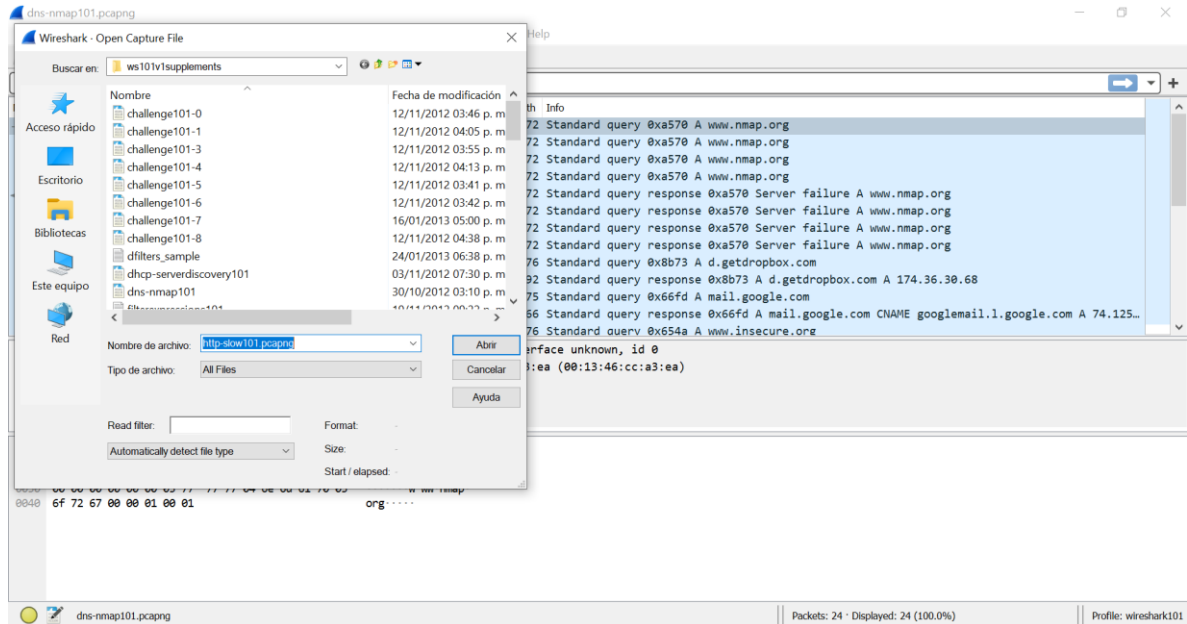 dns-nmap101.pcapng
Wireshark · Open Capture File
Help
Buscar en:
ws101v1supplements
Acceso rápido
Escritorio
Bibliotecas
Este equipo
Red
Nombre Fecha de modificación
challenge101-0 12/11/2012 03:46 p. m
challenge101-1 12/11/2012 04:05 p. m
challenge101-3 12/11/2012 03:55 p. m
challenge101-4 12/11/2012 04:13 p. m
challenge101-5 12/11/2012 03:41 p. m
challenge101-6 12/11/2012 03:42 p. m
challenge101-7 16/01/2013 05:00 p. m
challenge101-8 12/11/2012 04:38 p. m
dfilters_sample 24/01/2013 06:38 p. m
dhcp-serverdiscovery101 03/11/2012 07:30 p. m
dns-nmap101 30/10/2012 03:10 p. m
Nombre de archivo: http-slow101.pcapng Abrir
Tipo de archivo: All Files Cancelar
Ayuda
Read filter: Format: -
Automatically detect file type Size: -
Start / elapsed: -
th Info
72 Standard query 0xa570 A www.nmap.org
72 Standard query 0xa570 A www.nmap.org
72 Standard query 0xa570 A www.nmap.org
72 Standard query 0xa570 A www.nmap.org
72 Standard query response 0xa570 Server failure A www.nmap.org
72 Standard query response 0xa570 Server failure A www.nmap.org
72 Standard query response 0xa570 Server failure A www.nmap.org
72 Standard query response 0xa570 Server failure A www.nmap.org
76 Standard query 0x8b73 A d.getdropbox.com
92 Standard query response 0x8b73 A d.getdropbox.com A 174.36.30.68
75 Standard query 0x66fd A mail.google.com
66 Standard query response 0x66fd A mail.google.com CNAME googlemail.l.google.com A 74.125…
76 Standard query 0x654a A www.insecure.org
erface unknown, id 0
3:ea (00:13:46:cc:a3:ea)
0040 6f 72 67 00 00 01 00 01 org·····
dns-nmap101.pcapng
Packets: 24 · Displayed: 24 (100.0%)
Profile: wireshark101